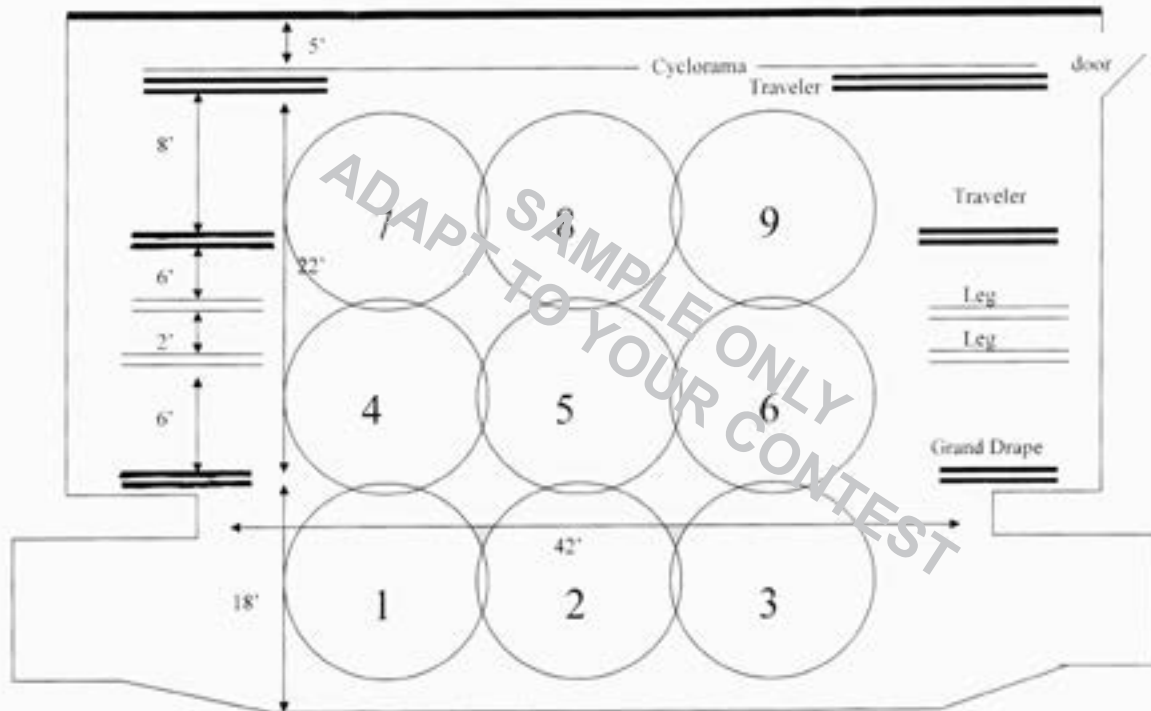 5'
Cyclorama
door
Traveler
8'
7 8 9
Traveler
22'
6'
Leg
2'
Leg
4 5 6
6'
Grand Drape
42'
18'
1 2 3
SAMPLE ONLY
ADAPT TO YOUR CONTEST